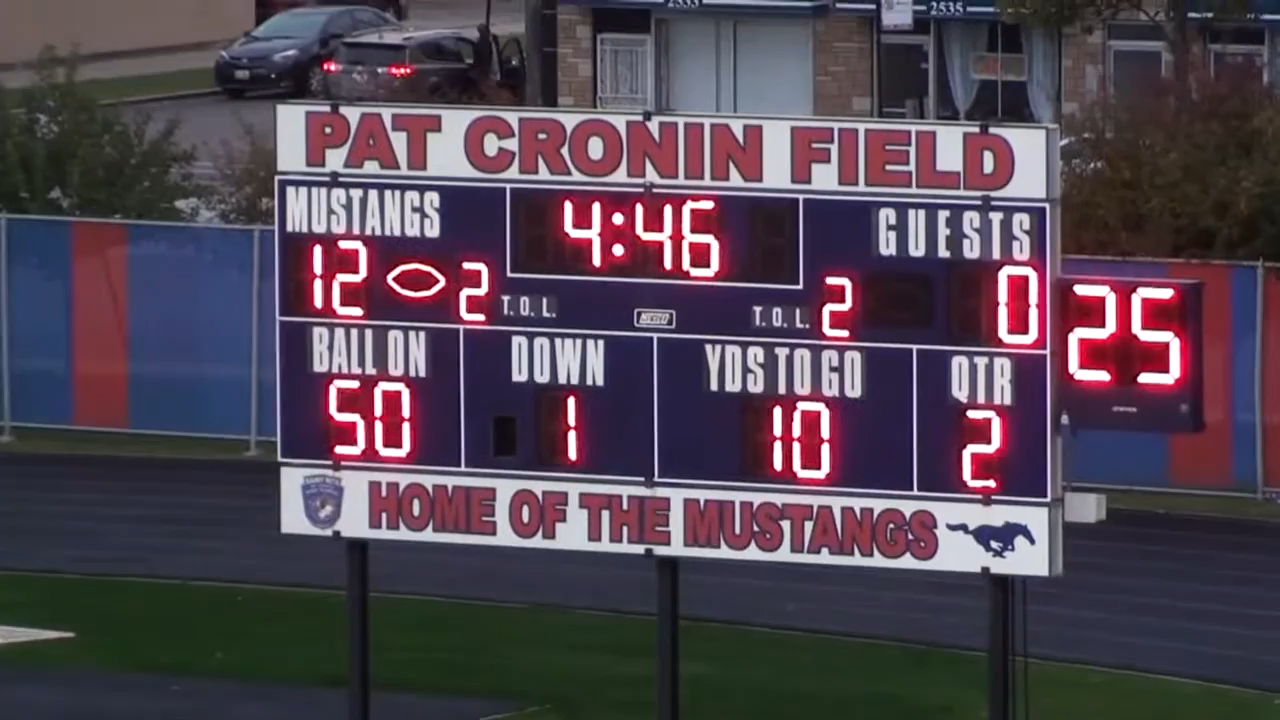 2533
2535
PAT CRONIN FIELD
MUSTANGS 4:46 GUESTS
12 2 T. O. L. T. O. L. 2 0
25
BALL ON DOWN YDS TO GO QTR
50 1 10 2
HOME OF THE MUSTANGS